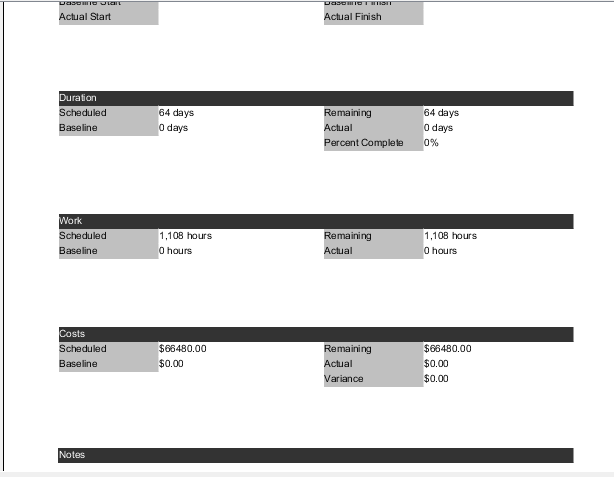 Baseline Start Baseline Finish
Actual Start Actual Finish
Duration
Scheduled 64 days Remaining 64 days
Baseline 0 days Actual 0 days
Percent Complete 0%
Work
Scheduled 1,108 hours Remaining 1,108 hours
Baseline 0 hours Actual 0 hours
Costs
Scheduled $66480.00 Remaining $66480.00
Baseline $0.00 Actual $0.00
Variance $0.00
Notes